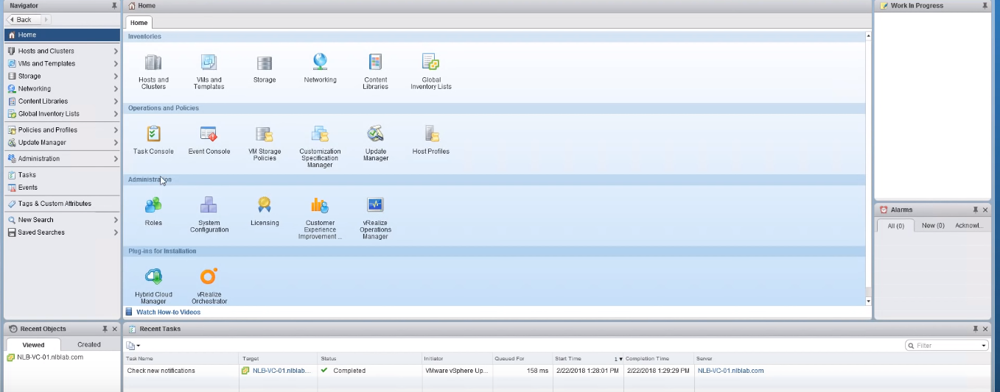 Navigator
Back
Home
Hosts and Clusters
VMs and Templates
Storage
Networking
Content Libraries
Global Inventory Lists
Policies and Profiles
Update Manager
Administration
Tasks
Events
Tags & Custom Attributes
New Search
Saved Searches
Home
Home
Inventories
Hosts and
Clusters
VMs and
Templates
Storage
Networking
Content
Libraries
Global
Inventory Lists
Operations and Policies
Task Console
Event Console
VM Storage
Policies
Customization
Specification
Manager
Update
Manager
Host Profiles
Administration
Roles
System
Configuration
Licensing
Customer
Experience
Improvement ...
vRealize
Operations
Manager
Plug-ins for Installation
Hybrid Cloud
Manager
vRealize
Orchestrator
Watch How-to Videos
Work In Progress
Alarms
All (0) New (0) Acknowl...
Recent Objects
Viewed Created
NLB-VC-01.nlblab.com
Recent Tasks
Filter
Task Name Target Status Initiator Queued For Start Time 1 Completion Time Server
Check new notifications NLB-VC-01.nlblab.... Completed VMware vSphere Up... 158 ms 2/22/2018 1:28:01 PM 2/22/2018 1:29:29 PM NLB-VC-01.nlblab.com